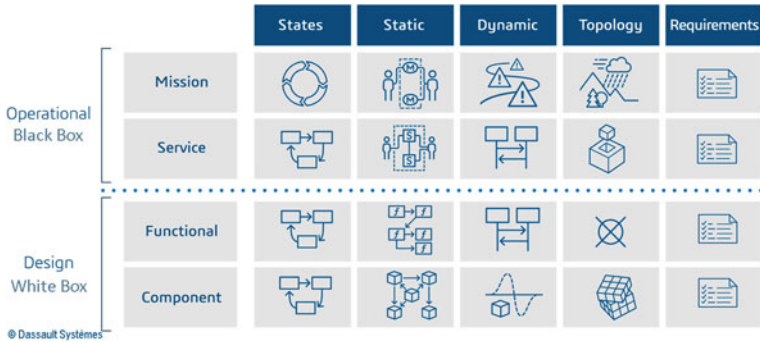 States Static Dynamic Topology Requirements
Operational
Black Box
Mission
M
M
Service
S
S
Design
White Box
Functional
f f
f f
f f
Component
© Dassault Systèmes